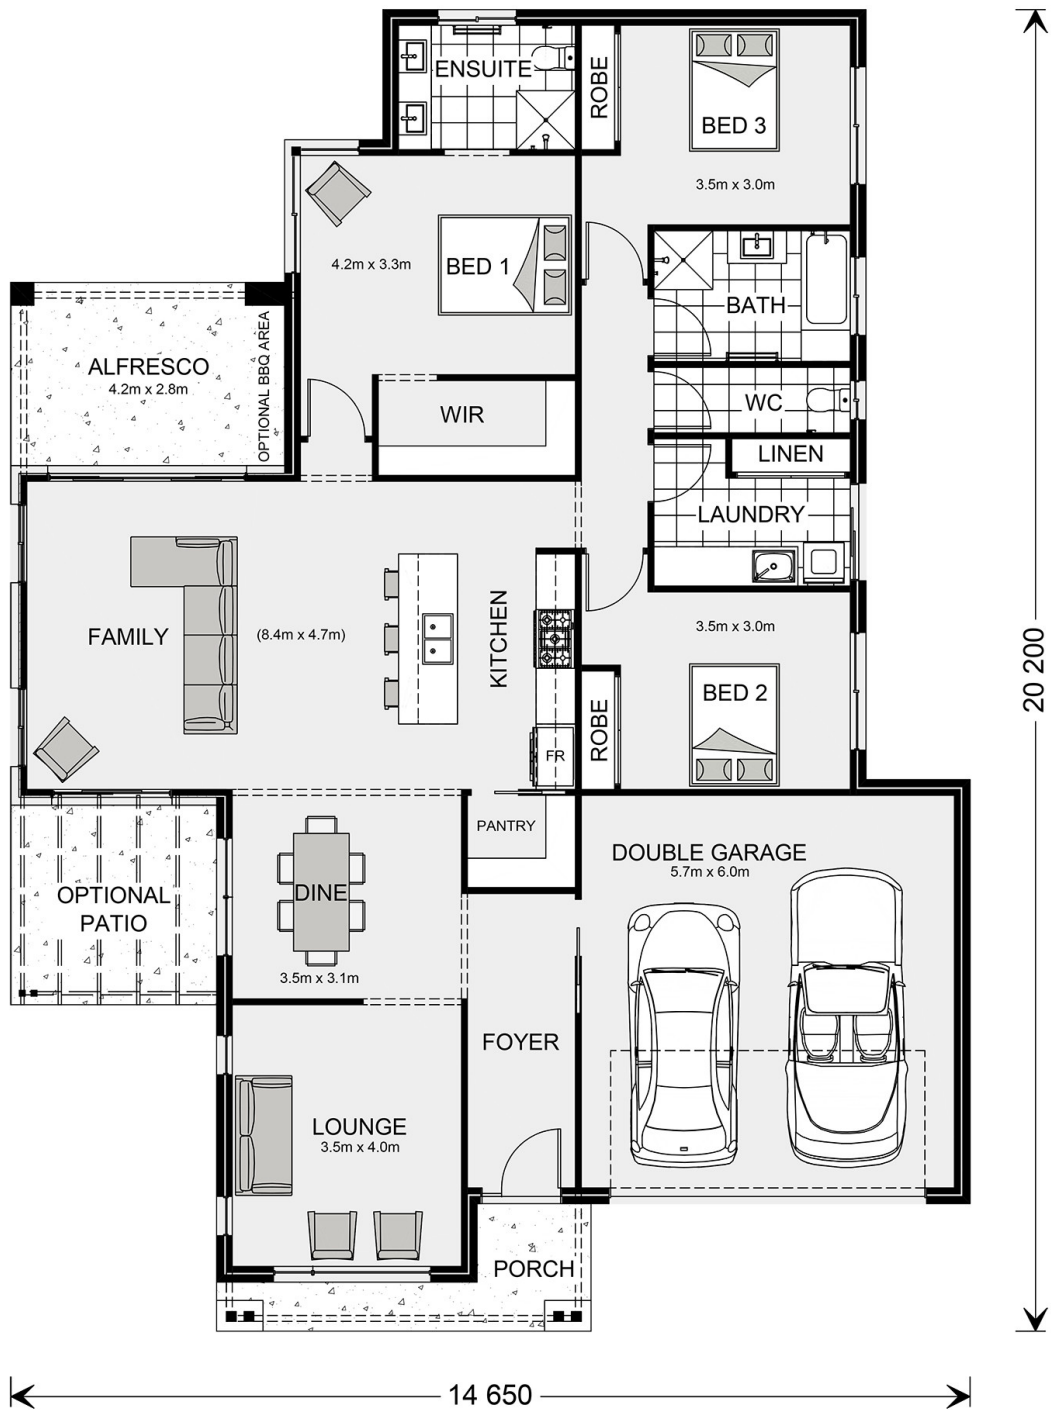 ENSUITE
ROBE
BED 3
3.5m x 3.0m
4.2m x 3.3m
BED 1
BATH
ALFRESCO
4.2m x 2.8m
OPTIONAL BBQ AREA
WIR
WC
LINEN
LAUNDRY
FAMILY
(8.4m x 4.7m)
KITCHEN
3.5m x 3.0m
BED 2
ROBE
FR
20 200
PANTRY
DOUBLE GARAGE
5.7m x 6.0m
OPTIONAL
PATIO
DINE
3.5m x 3.1m
FOYER
LOUNGE
3.5m x 4.0m
PORCH
14 650